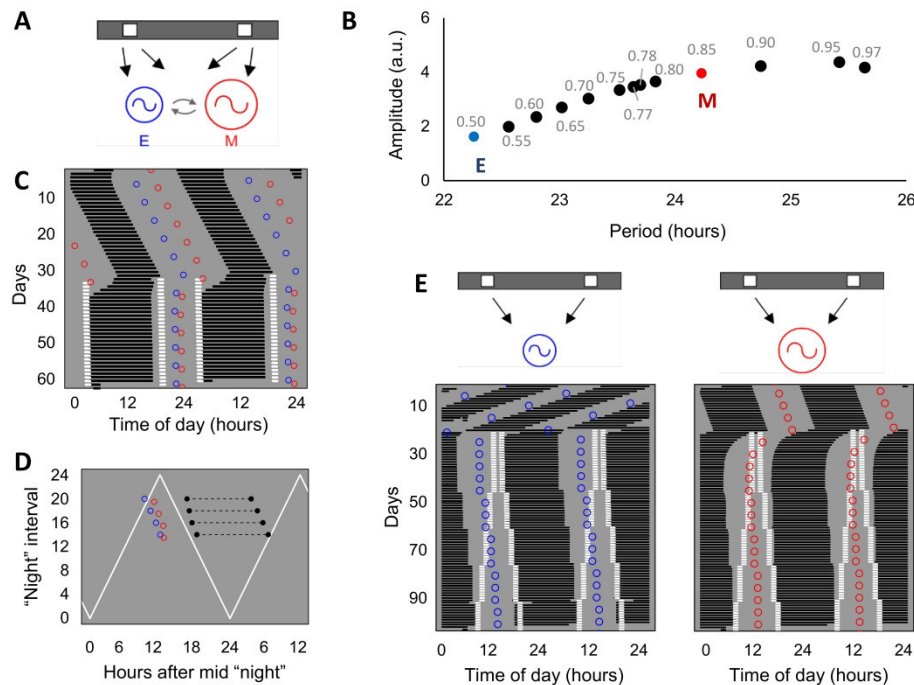 A
E
M
B
Amplitude (a.u.)
6
4
2
0
0.50
0.55
0.60
0.65
0.70
0.75
0.77
0.78
0.80
0.85
0.90
0.95
0.97
E
M
22
23
24
25
26
Period (hours)
C
Days
10
20
30
40
50
60
0 12 24 12 24
Time of day (hours)
D
"Night" interval
24
20
16
12
8
4
0
0 6 12 18 24 6 12
Hours after mid "night"
E
Days
10
30
50
70
90
0 12 24 12 24
Time of day (hours)
0 12 24 12 24
Time of day (hours)